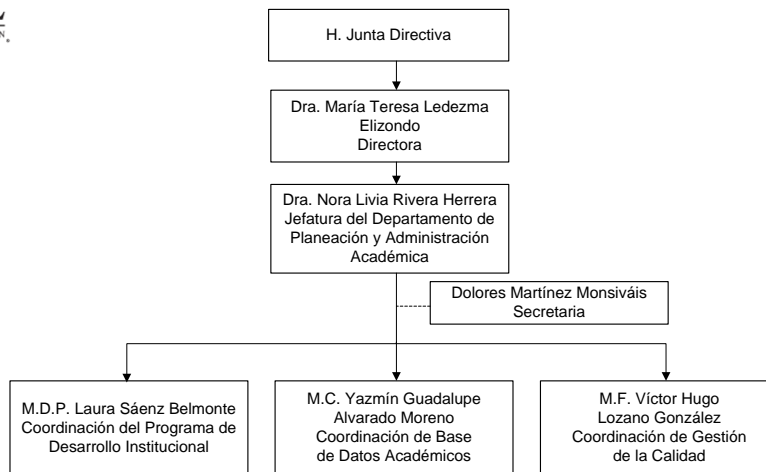 H. Junta Directiva
Dra. María Teresa Ledezma
Elizondo
Directora
Dra. Nora Livia Rivera Herrera
Jefatura del Departamento de
Planeación y Administración
Académica
Dolores Martínez Monsiváis
Secretaria
M.D.P. Laura Sáenz Belmonte
Coordinación del Programa de
Desarrollo Institucional
M.C. Yazmín Guadalupe
Alvarado Moreno
Coordinación de Base
de Datos Académicos
M.F. Víctor Hugo
Lozano González
Coordinación de Gestión
de la Calidad